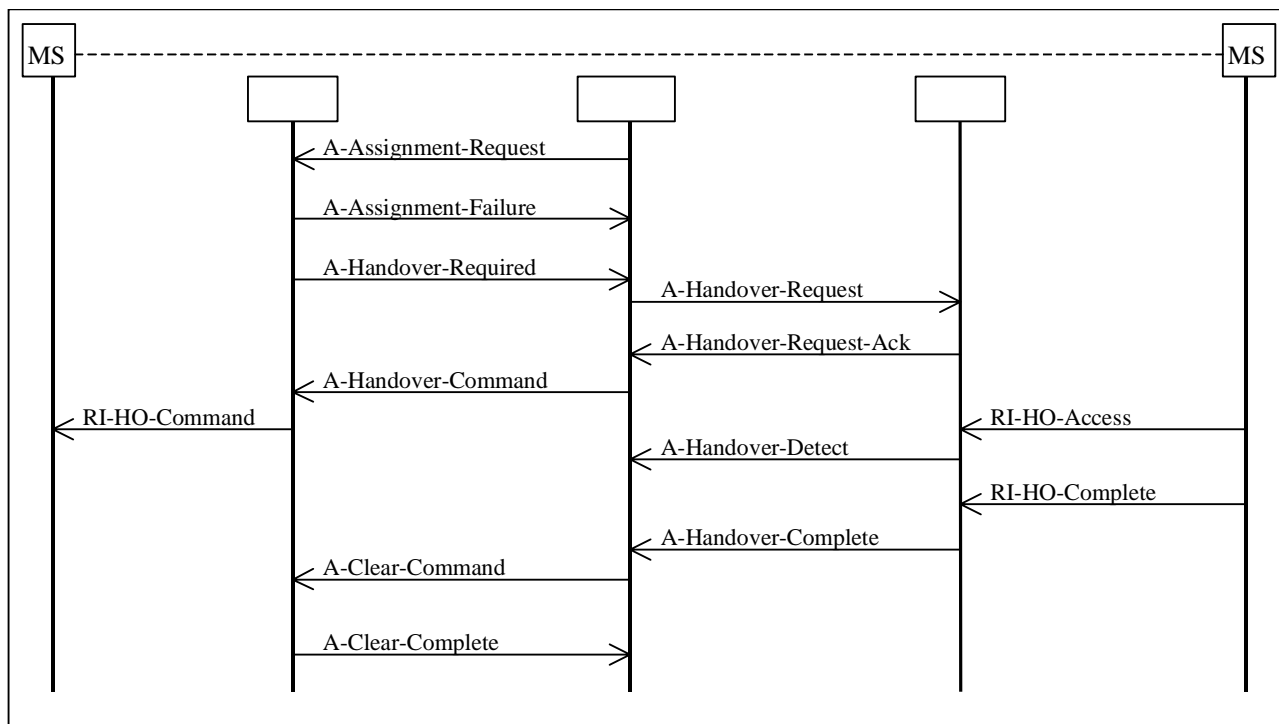 MS
MS
A-Assignment-Request
A-Assignment-Failure
A-Handover-Required
A-Handover-Request
A-Handover-Request-Ack
A-Handover-Command
RI-HO-Command
RI-HO-Access
A-Handover-Detect
RI-HO-Complete
A-Handover-Complete
A-Clear-Command
A-Clear-Complete